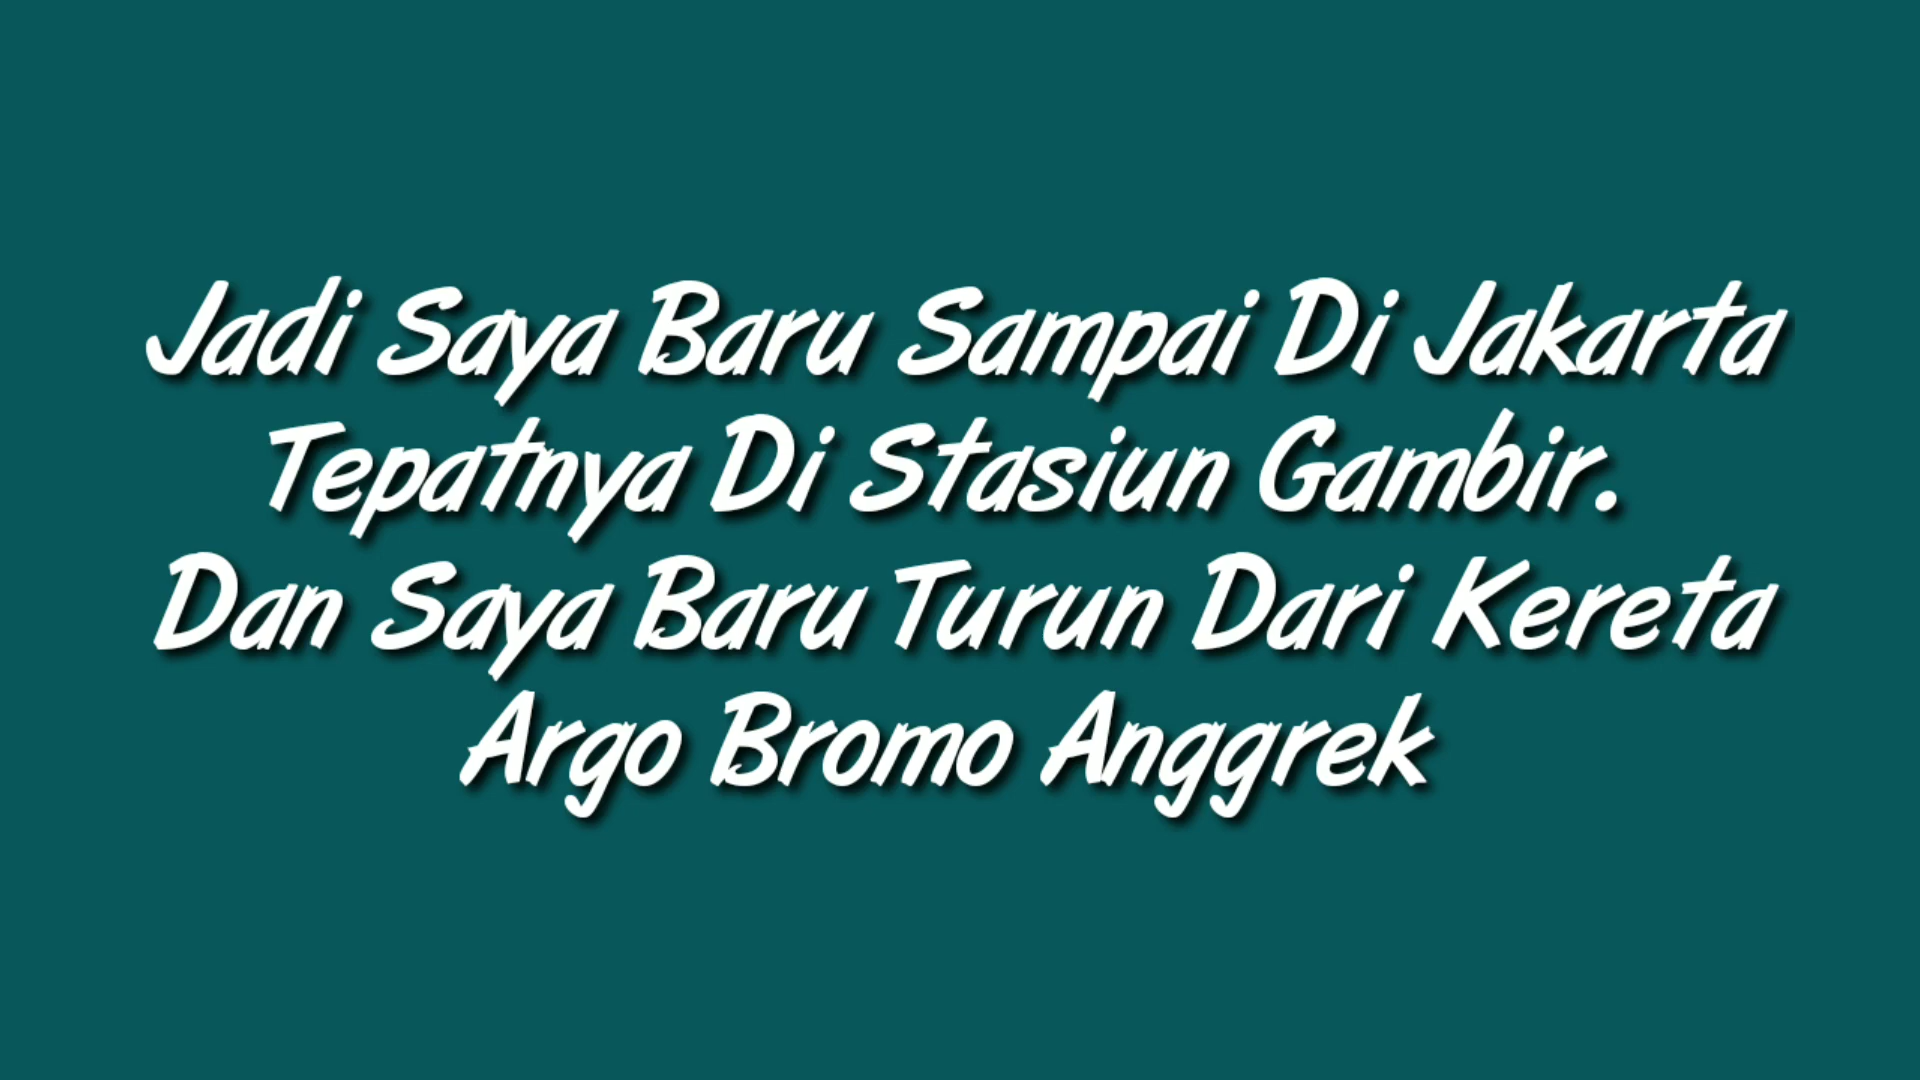 Jadi Saya Baru Sampai Di Jakarta
Tepatnya Di Stasiun Gambir.
Dan Saya Baru Turun Dari Kereta
Argo Bromo Anggrek